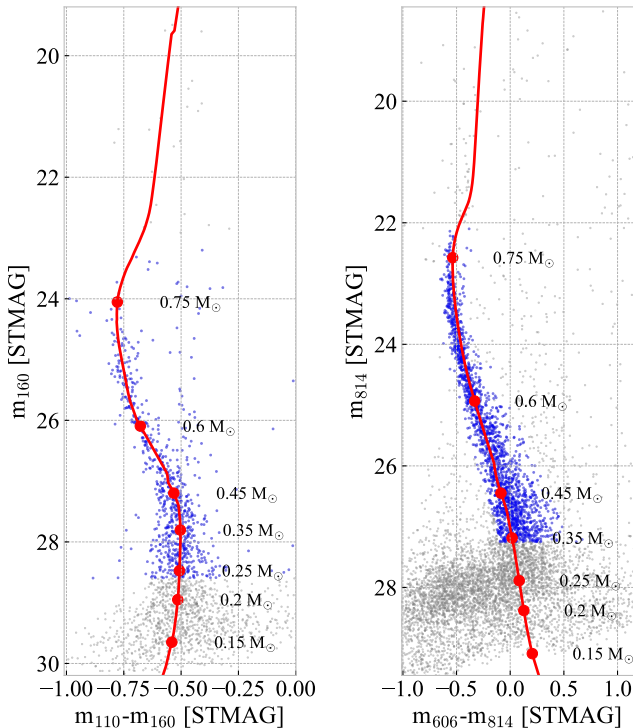 20
22
24
26
28
30
m160 [STMAG]
0.75 M☉
0.6 M☉
0.45 M☉
0.35 M☉
0.25 M☉
0.2 M☉
0.15 M☉
−1.00 −0.75 −0.50 −0.25 0.00
m110-m160 [STMAG]
20
22
24
26
28
m814 [STMAG]
0.75 M☉
0.6 M☉
0.45 M☉
0.35 M☉
0.25 M☉
0.2 M☉
0.15 M☉
−1.0 −0.5 0.0 0.5 1.0
m606-m814 [STMAG]